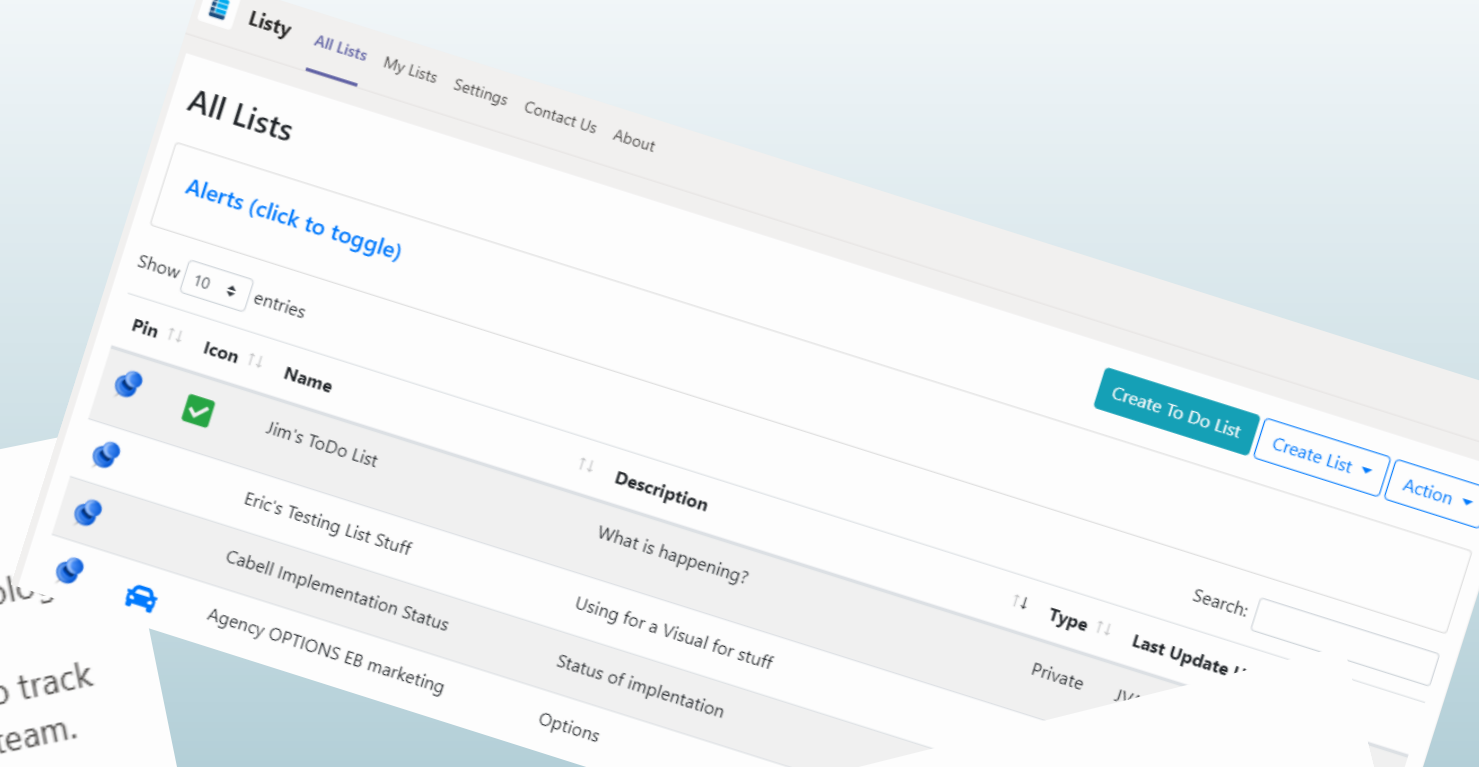 Listy All Lists My Lists Settings Contact Us About
All Lists
Create To Do List Create List Action
Alerts (click to toggle)
Show 10 entries
Search:
Pin Icon Name Description Type Last Update
Jim's ToDo List What is happening? Private
Eric's Testing List Stuff Using for a Visual for stuff
Cabell Implementation Status Status of implentation
Agency OPTIONS EB marketing Options
track
team.